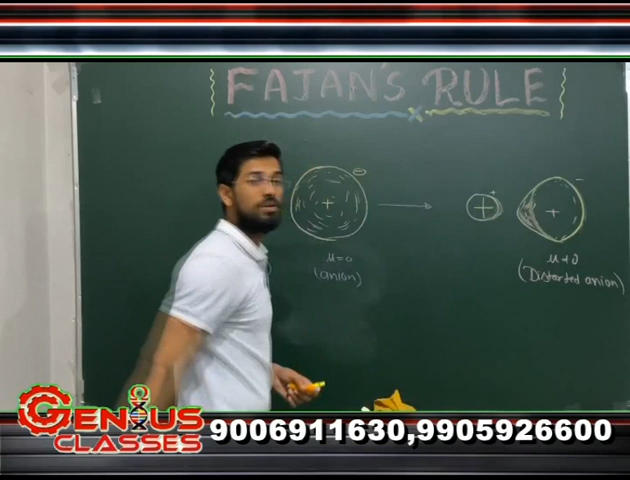 FAJAN'S RULE
μ=0
(anion)
μ≠0
(Distorted anion)
GENIUS
CLASSES
9006911630,9905926600